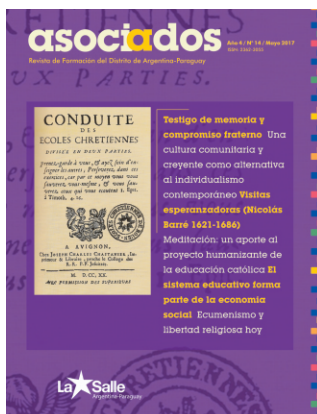 asociados
Año 4 / N° 14 / Mayo 2017
Revista de Formación del Distrito de Argentina-Paraguay
UX PARTIES.
CONDUITE
DES
ECOLES CHRETIENNES
DIVISÉE EN DEUX PARTIES.
A AVIGNON,
M. D. CC. XX.
Testigo de memoria y
compromiso fraterno Una
cultura comunitaria y
creyente como alternativa
al individualismo
contemporáneo Visitas
esperanzadoras (Nicolás
Barré 1621-1686)
Meditación: un aporte al
proyecto humanizante de
la educación católica El
sistema educativo forma
parte de la economía
social Ecumenismo y
libertad religiosa hoy
La Salle
Argentina-Paraguay